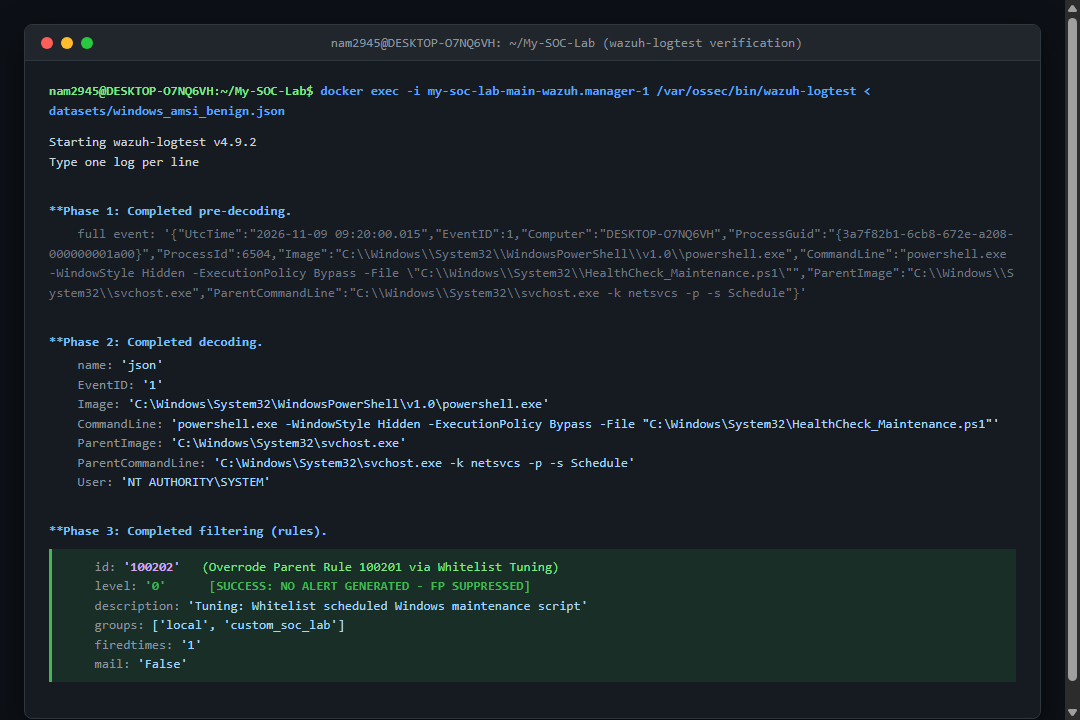 nam2945@DESKTOP-O7NQ6VH: ~/My-SOC-Lab (wazuh-logtest verification)
nam2945@DESKTOP-O7NQ6VH:~/My-SOC-Lab$ docker exec -i my-soc-lab-main-wazuh.manager-1 /var/ossec/bin/wazuh-logtest <
datasets/windows_amsi_benign.json
Starting wazuh-logtest v4.9.2
Type one log per line
**Phase 1: Completed pre-decoding.
full event: '{"UtcTime":"2026-11-09 09:20:00.015","EventID":1,"Computer":"DESKTOP-O7NQ6VH","ProcessGuid":"{3a7f82b1-6cb8-672e-a208-
000000001a00}","ProcessId":6504,"Image":"C:\\Windows\\System32\\WindowsPowerShell\\v1.0\\powershell.exe","CommandLine":"powershell.exe
-WindowStyle Hidden -ExecutionPolicy Bypass -File \"C:\\Windows\\System32\\HealthCheck_Maintenance.ps1\"","ParentImage":"C:\\Windows\\S
ystem32\\svchost.exe","ParentCommandLine":"C:\\Windows\\System32\\svchost.exe -k netsvcs -p -s Schedule"}'
**Phase 2: Completed decoding.
name: 'json'
EventID: '1'
Image: 'C:\Windows\System32\WindowsPowerShell\v1.0\powershell.exe'
CommandLine: 'powershell.exe -WindowStyle Hidden -ExecutionPolicy Bypass -File "C:\Windows\System32\HealthCheck_Maintenance.ps1"'
ParentImage: 'C:\Windows\System32\svchost.exe'
ParentCommandLine: 'C:\Windows\System32\svchost.exe -k netsvcs -p -s Schedule'
User: 'NT AUTHORITY\SYSTEM'
**Phase 3: Completed filtering (rules).
id: '100202' (Overrode Parent Rule 100201 via Whitelist Tuning)
level: '0' [SUCCESS: NO ALERT GENERATED - FP SUPPRESSED]
description: 'Tuning: Whitelist scheduled Windows maintenance script'
groups: ['local', 'custom_soc_lab']
firedtimes: '1'
mail: 'False'